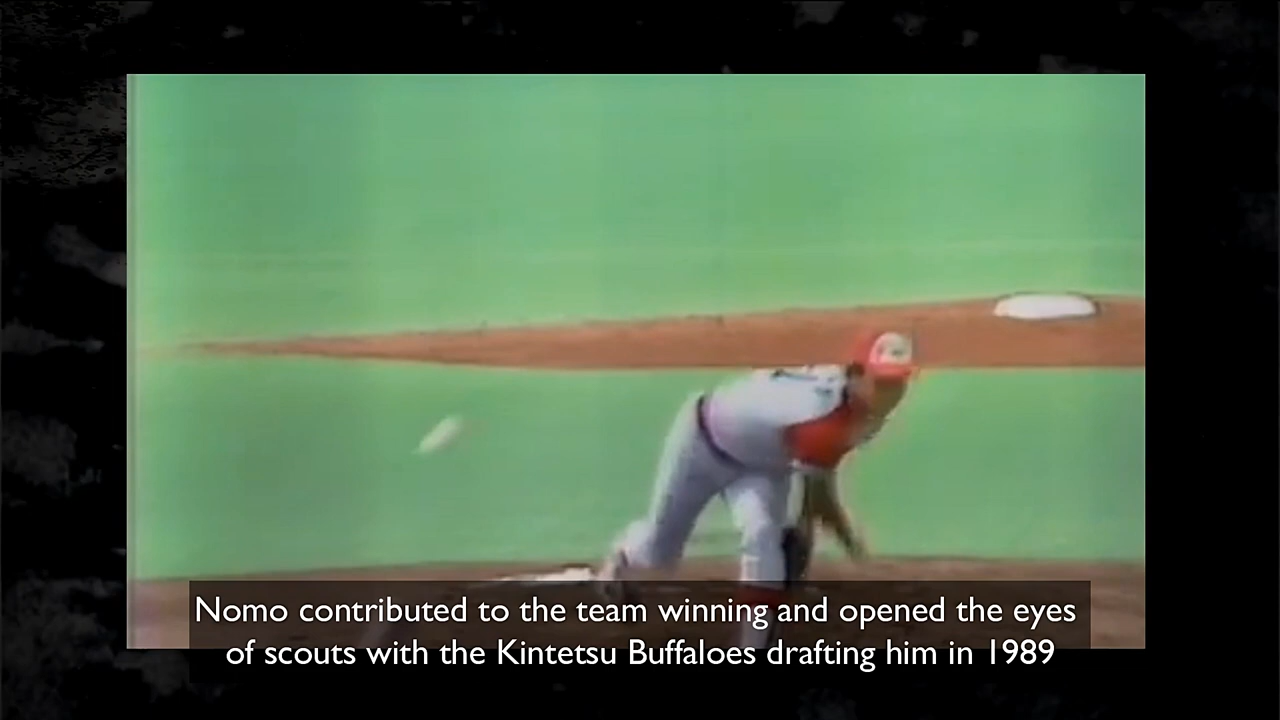 Nomo contributed to the team winning and opened the eyes
of scouts with the Kintetsu Buffaloes drafting him in 1989